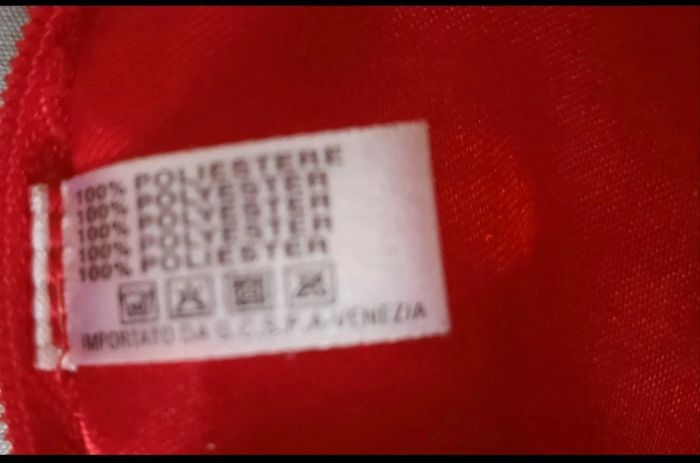 100% POLIESTERE
100% POLYESTER
100% POLYESTER
100% POLYESTER
100% POLIESTER
IMPORTATO DA O.C.S.P.A-VENEZIA